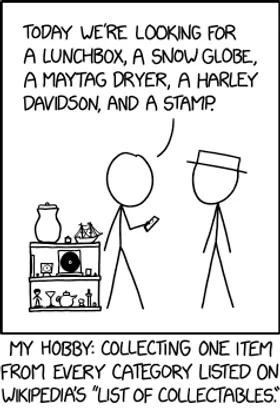 TODAY WE'RE LOOKING FOR
A LUNCHBOX, A SNOW GLOBE,
A MAYTAG DRYER, A HARLEY
DAVIDSON, AND A STAMP.
MY HOBBY: COLLECTING ONE ITEM
FROM EVERY CATEGORY LISTED ON
WIKIPEDIA'S "LIST OF COLLECTABLES."